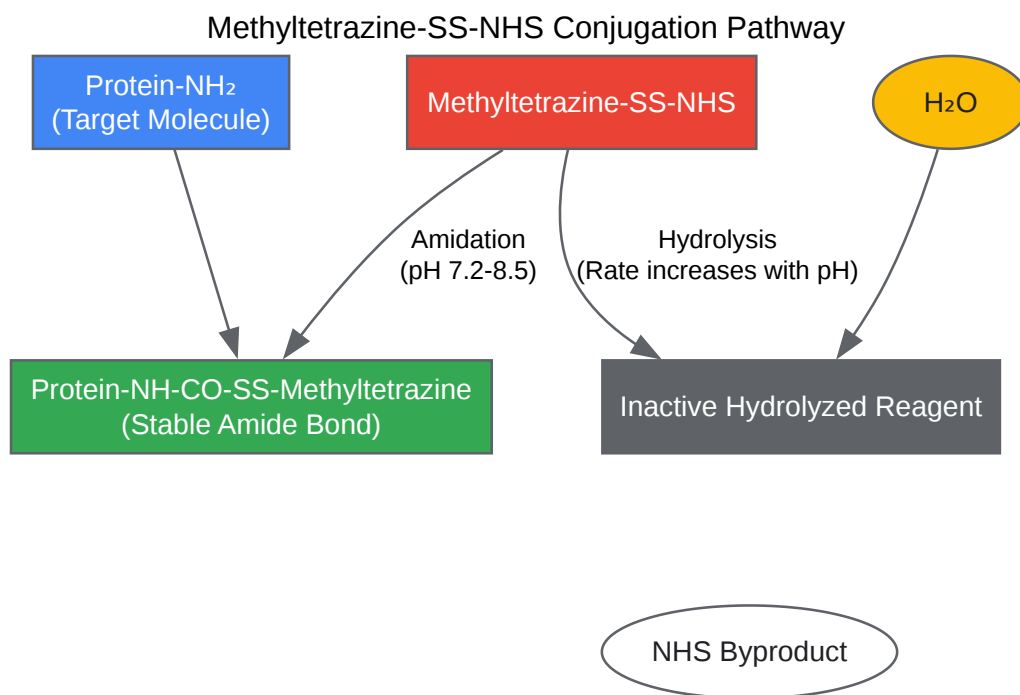 Methyltetrazine-SS-NHS Conjugation Pathway
Protein-NH₂
(Target Molecule)
Methyltetrazine-SS-NHS
H₂O
Amidation
(pH 7.2-8.5)
Hydrolysis
(Rate increases with pH)
Protein-NH-CO-SS-Methyltetrazine
(Stable Amide Bond)
Inactive Hydrolyzed Reagent
NHS Byproduct